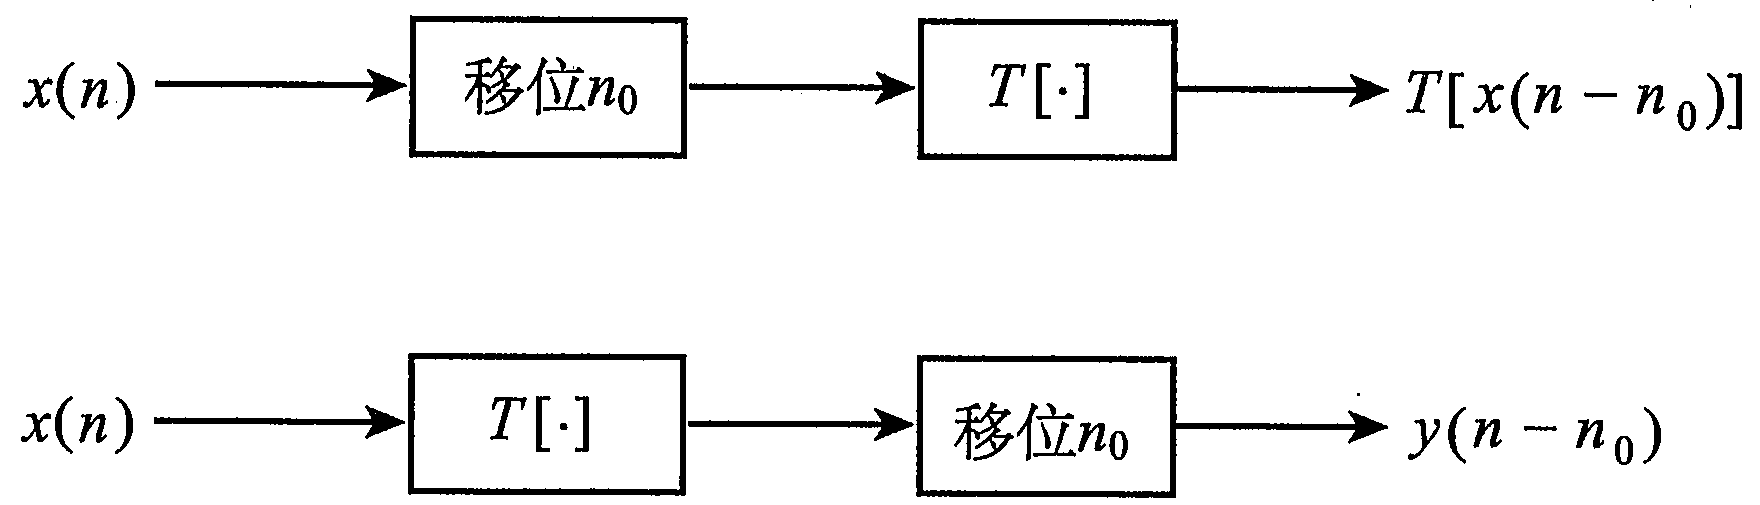 x(n) 移位n₀ T[·] T[x(n − n₀)]
x(n) T[·] 移位n₀ y(n − n₀)